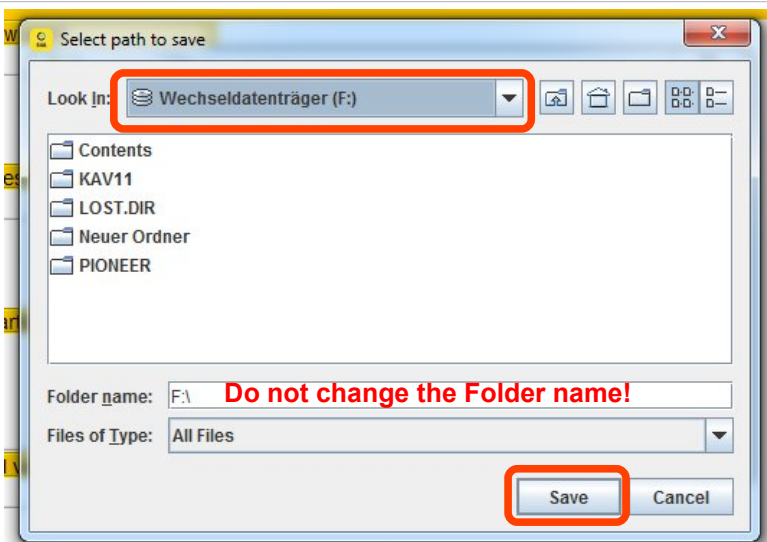 Select path to save
Look In: Wechseldatenträger (F:)
Contents
KAV11
LOST.DIR
Neuer Ordner
PIONEER
Folder name: F:\ Do not change the Folder name!
Files of Type: All Files
Save Cancel